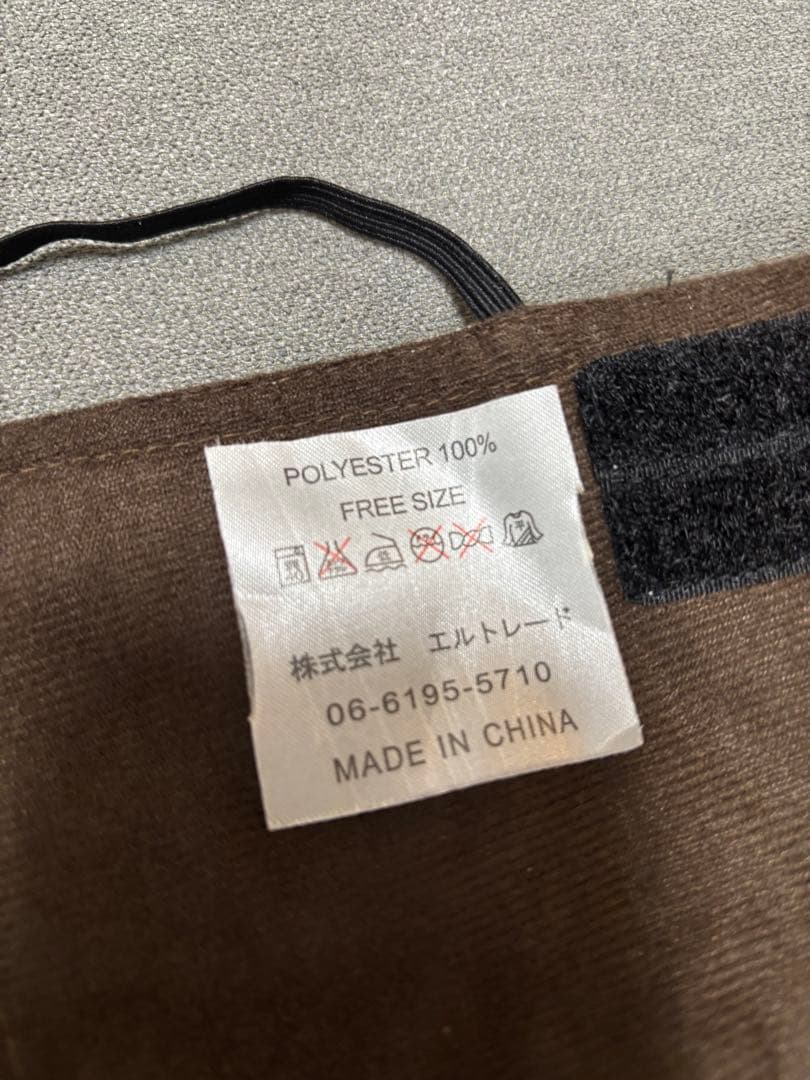 POLYESTER 100%
FREE SIZE
平
株式会社 エルトレード
06-6195-5710
MADE IN CHINA